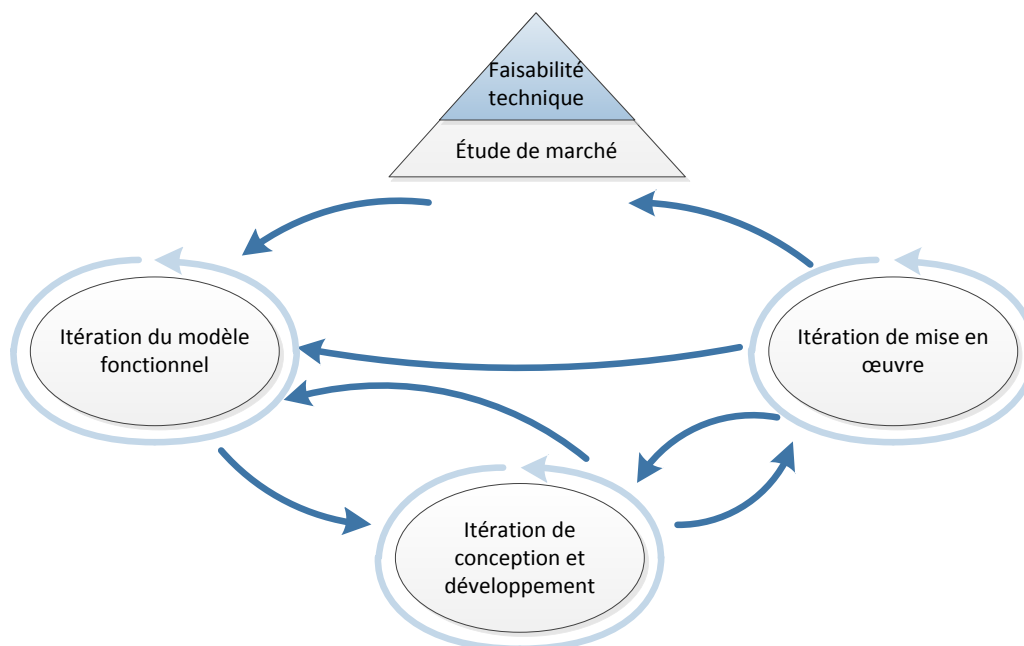 Faisabilité
technique
Étude de marché
Itération du modèle
fonctionnel
Itération de mise en
œuvre
Itération de
conception et
développement